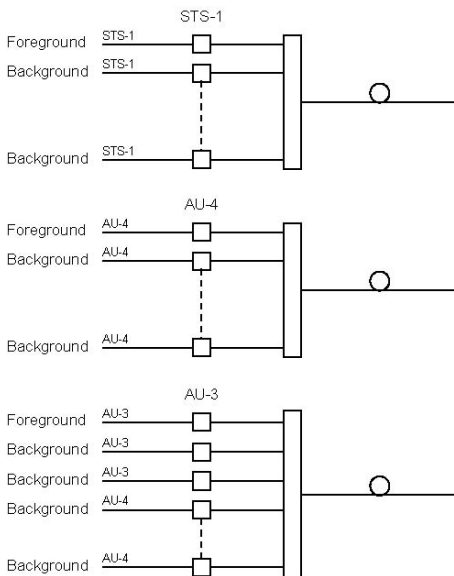 STS-1
Foreground STS-1
Background STS-1
Background STS-1
AU-4
Foreground AU-4
Background AU-4
Background AU-4
AU-3
Foreground AU-3
Background AU-3
Background AU-3
Background AU-4
Background AU-4